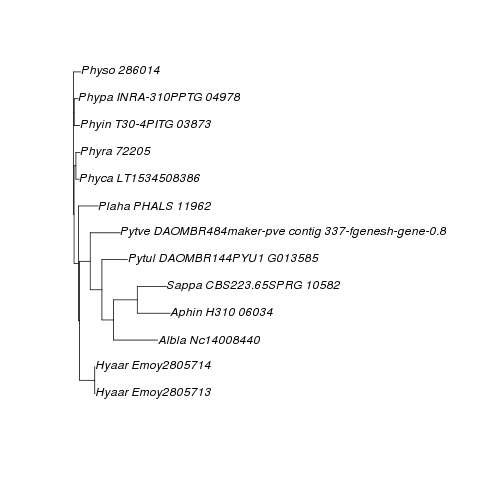 Physo 286014
Phypa INRA-310PPTG 04978
Phyin T30-4PITG 03873
Phyra 72205
Phyca LT1534508386
Plaha PHALS 11962
Pytve DAOMBR484maker-pve contig 337-fgenesh-gene-0.8
Pytul DAOMBR144PYU1 G013585
Sappa CBS223.65SPRG 10582
Aphin H310 06034
Albla Nc14008440
Hyaar Emoy2805714
Hyaar Emoy2805713